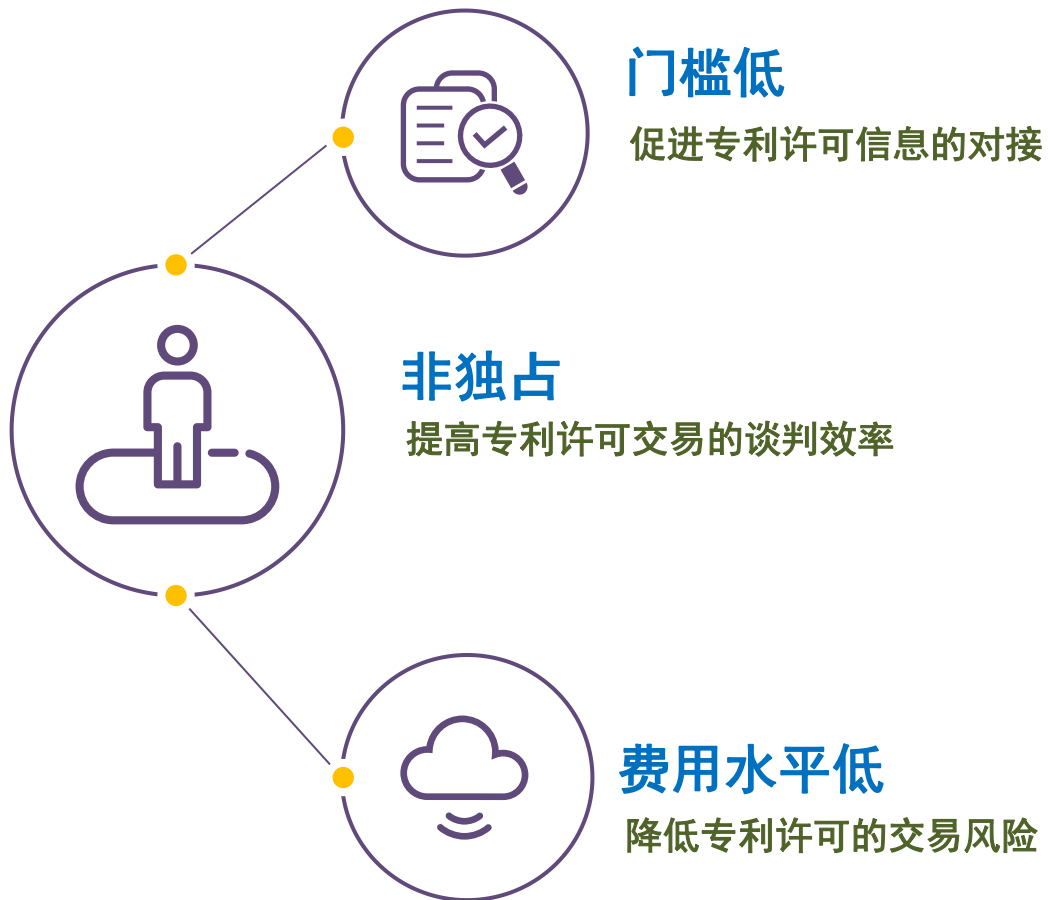 门槛低
促进专利许可信息的对接
非独占
提高专利许可交易的谈判效率
费用水平低
降低专利许可的交易风险